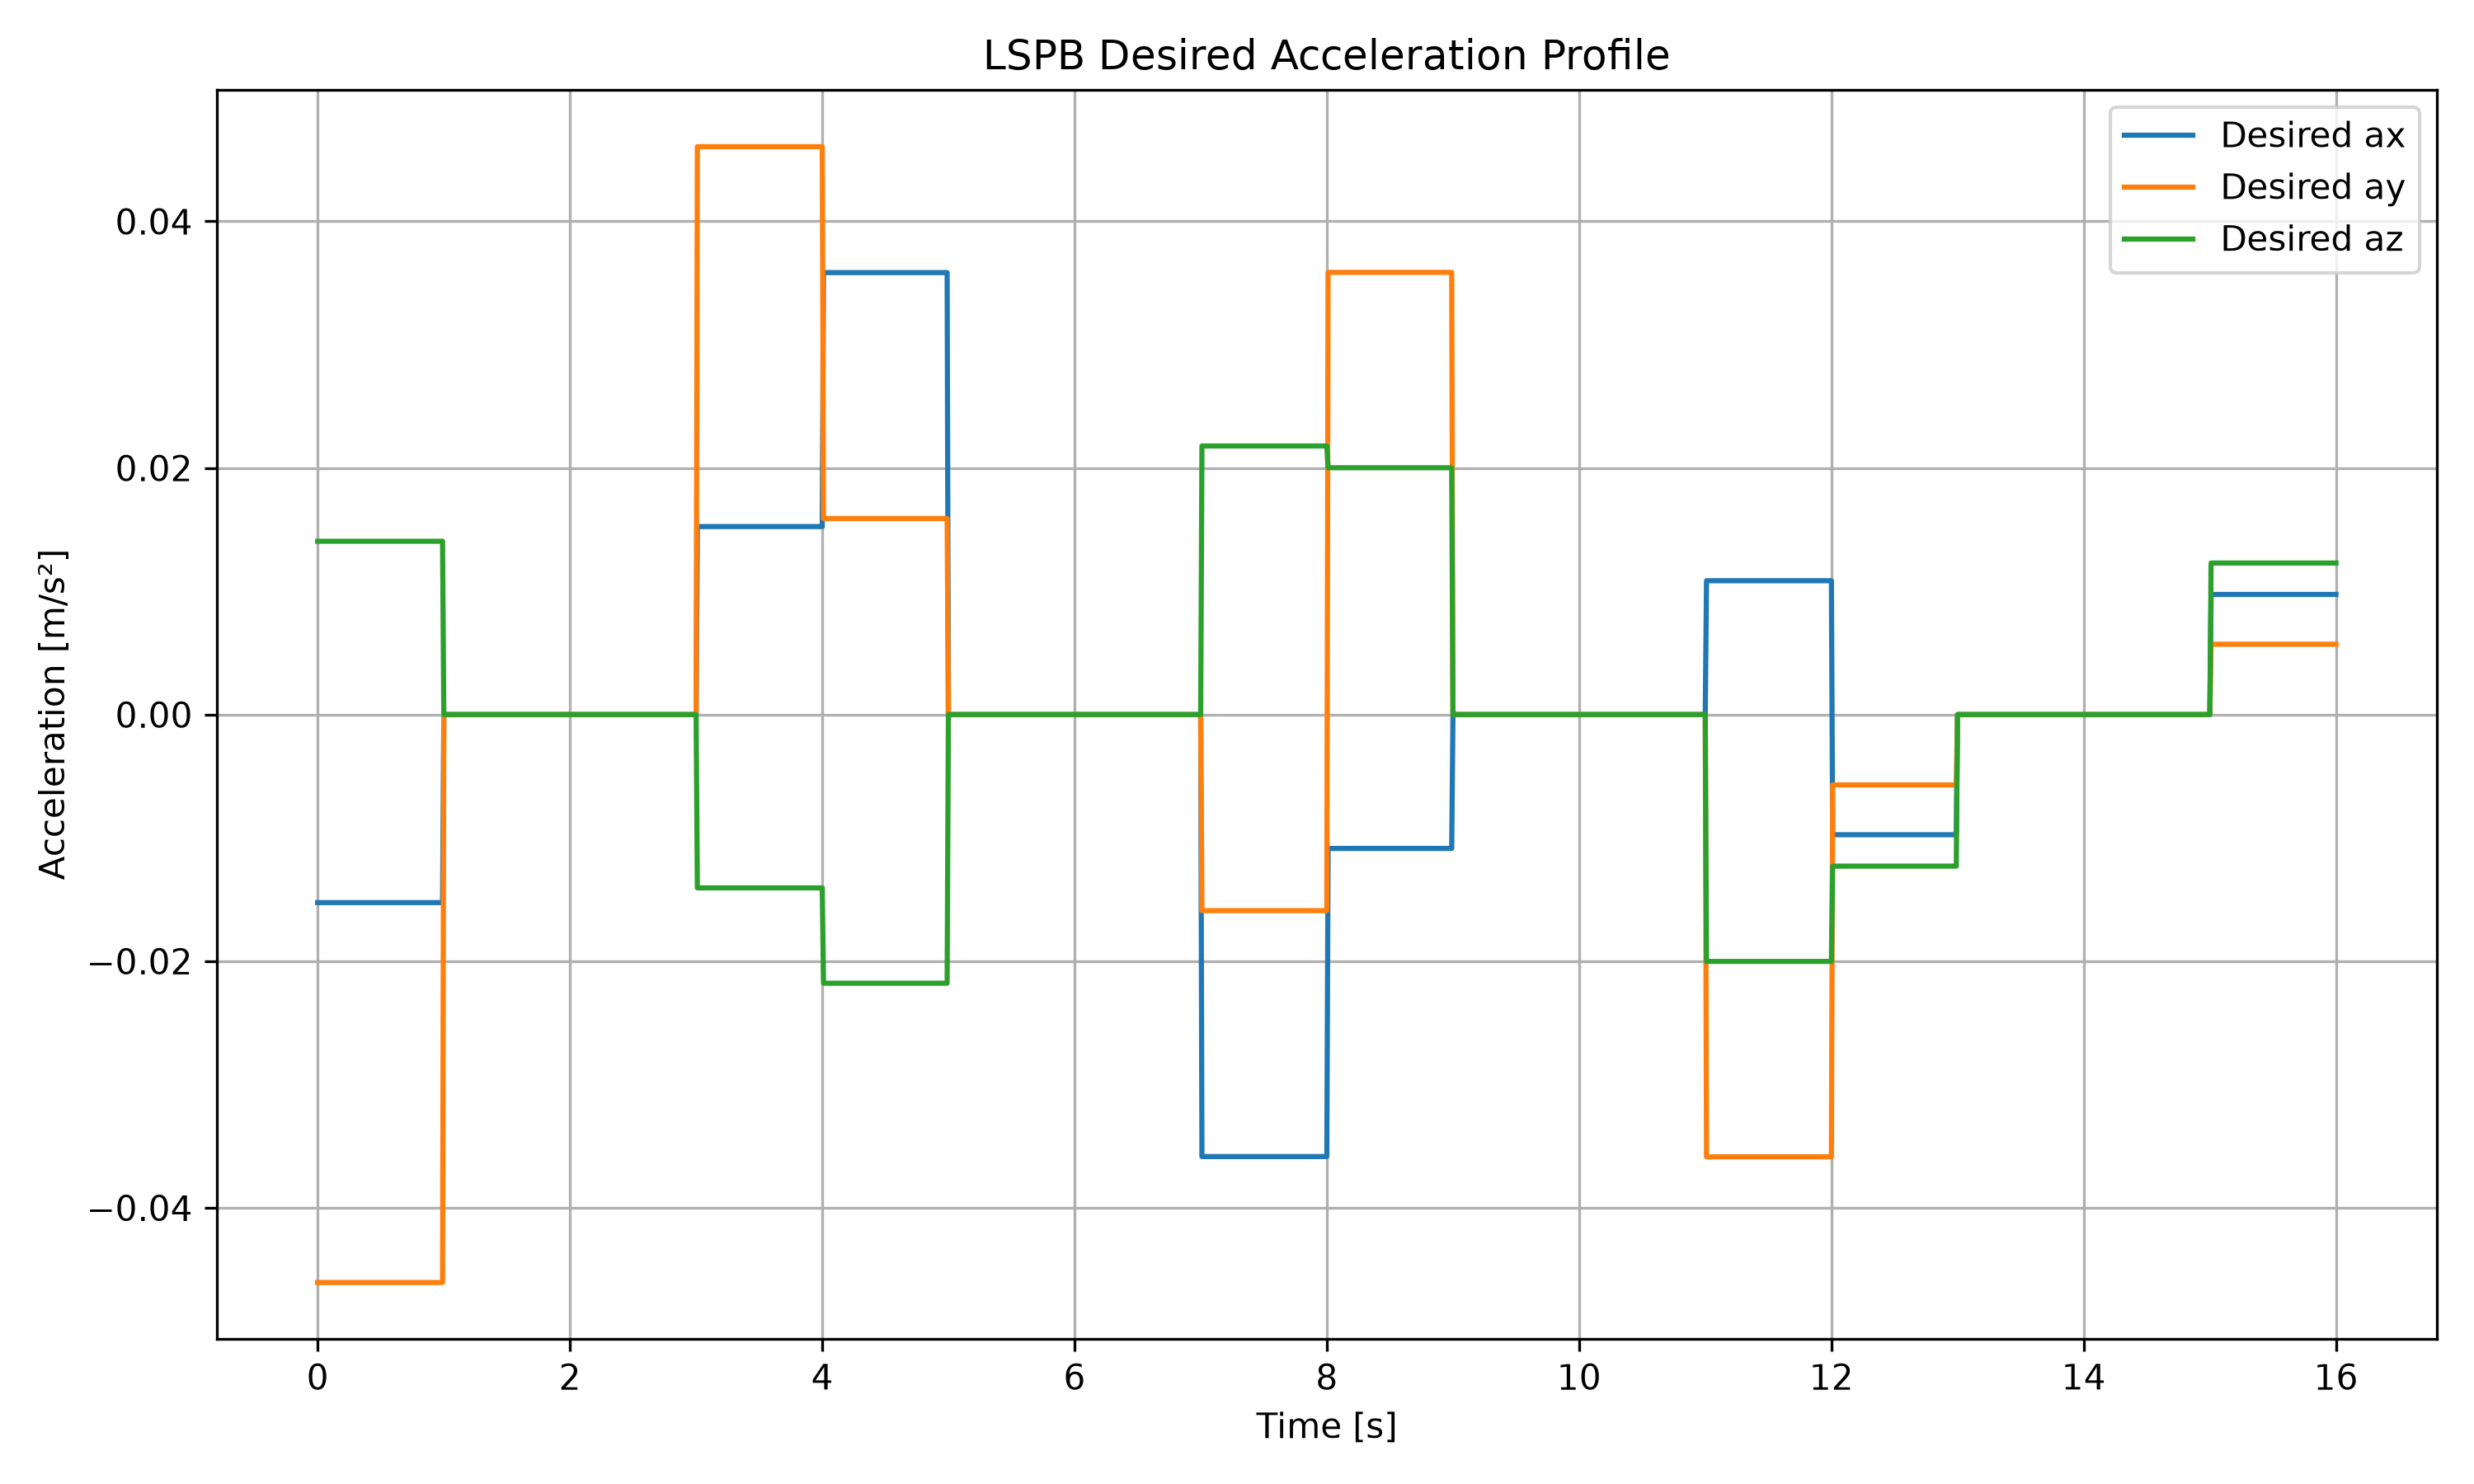 LSPB Desired Acceleration Profile
Desired ax
Desired ay
Desired az
Acceleration [m/s²]
0.04
0.02
0.00
−0.02
−0.04
0 2 4 6 8 10 12 14 16
Time [s]